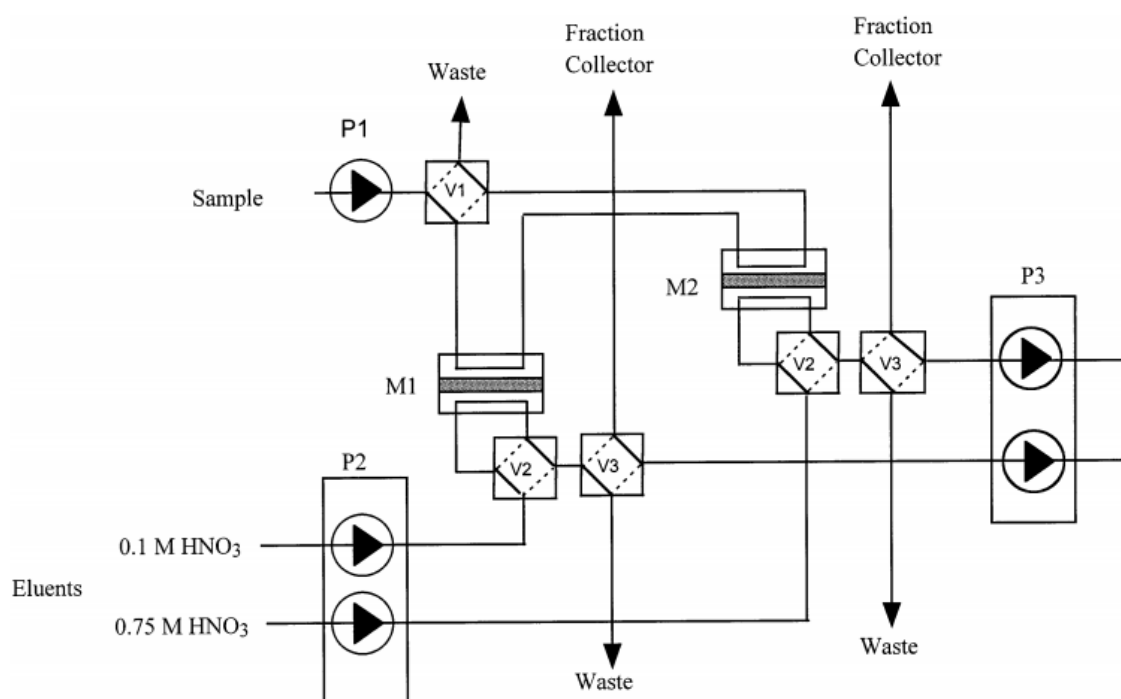 Fraction
Collector
Fraction
Collector
Waste
P1
V1
Sample
M2
P3
V2
V3
M1
P2
V2
V3
0.1 M HNO3
Eluents
0.75 M HNO3
Waste
Waste